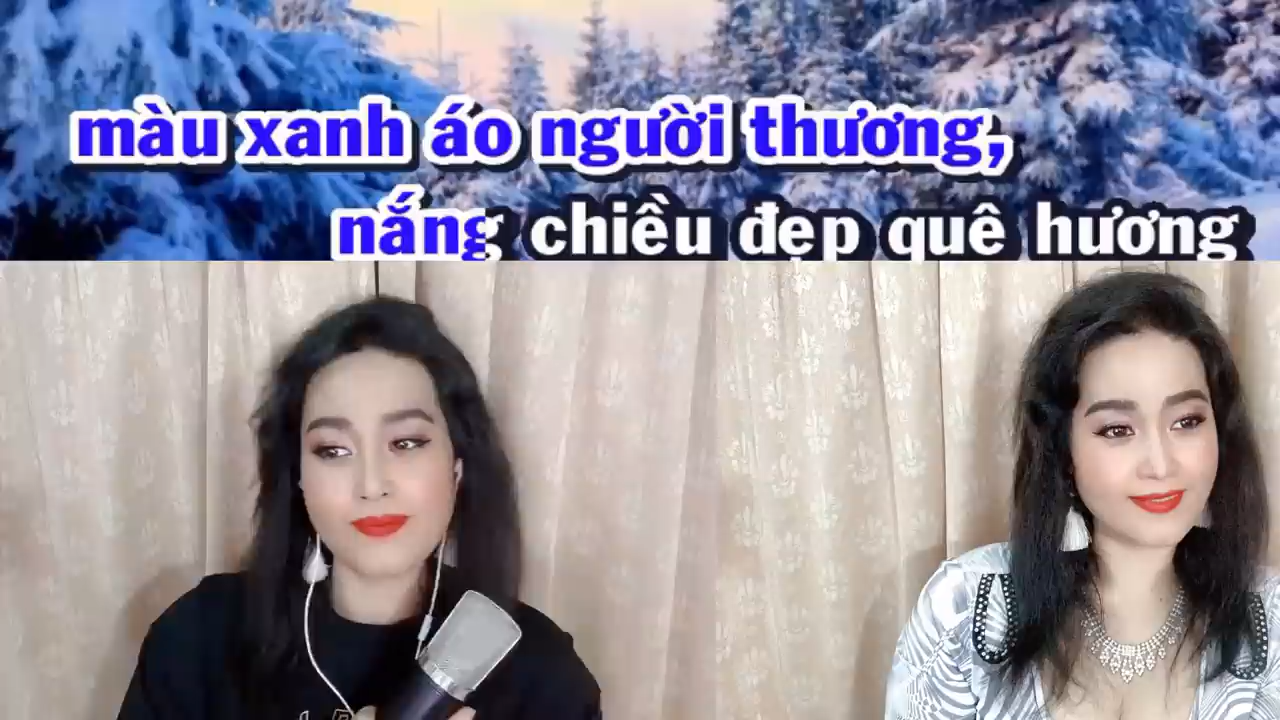 màu xanh áo người thương,
nắng chiều đẹp quê hương